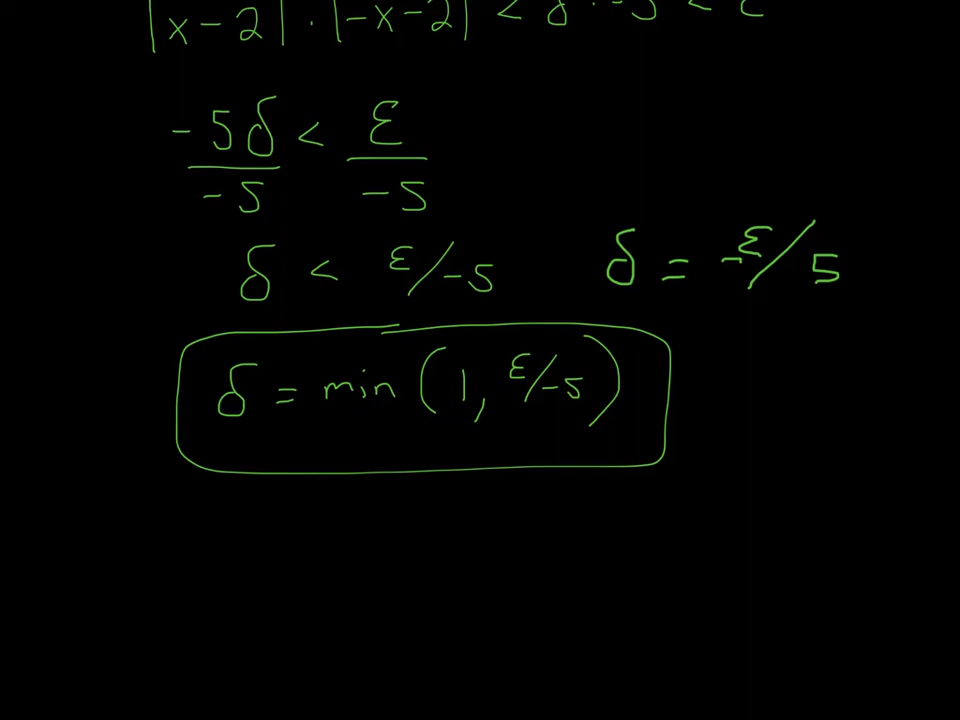 |x-2| · |-x-2| < δ · -5 < ε
-5δ < ε
-5 -5
δ < ε/-5 δ = -ε/5
δ = min (1, ε/-5)